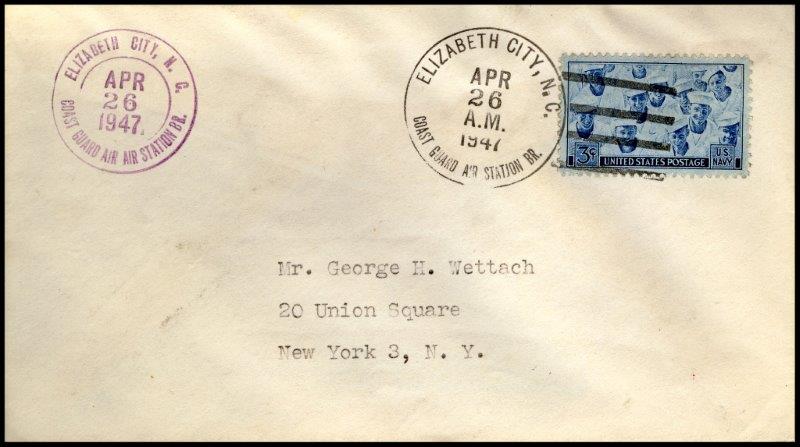 ELIZABETH CITY, N. C.
APR
26
1947
COAST GUARD AIR AIR STATION BR.
ELIZABETH CITY, N. C.
APR
26
A.M.
1947
COAST GUARD AIR STATION BR.
3¢
UNITED STATES POSTAGE
U.S.
NAVY
Mr. George H. Wettach
20 Union Square
New York 3, N. Y.